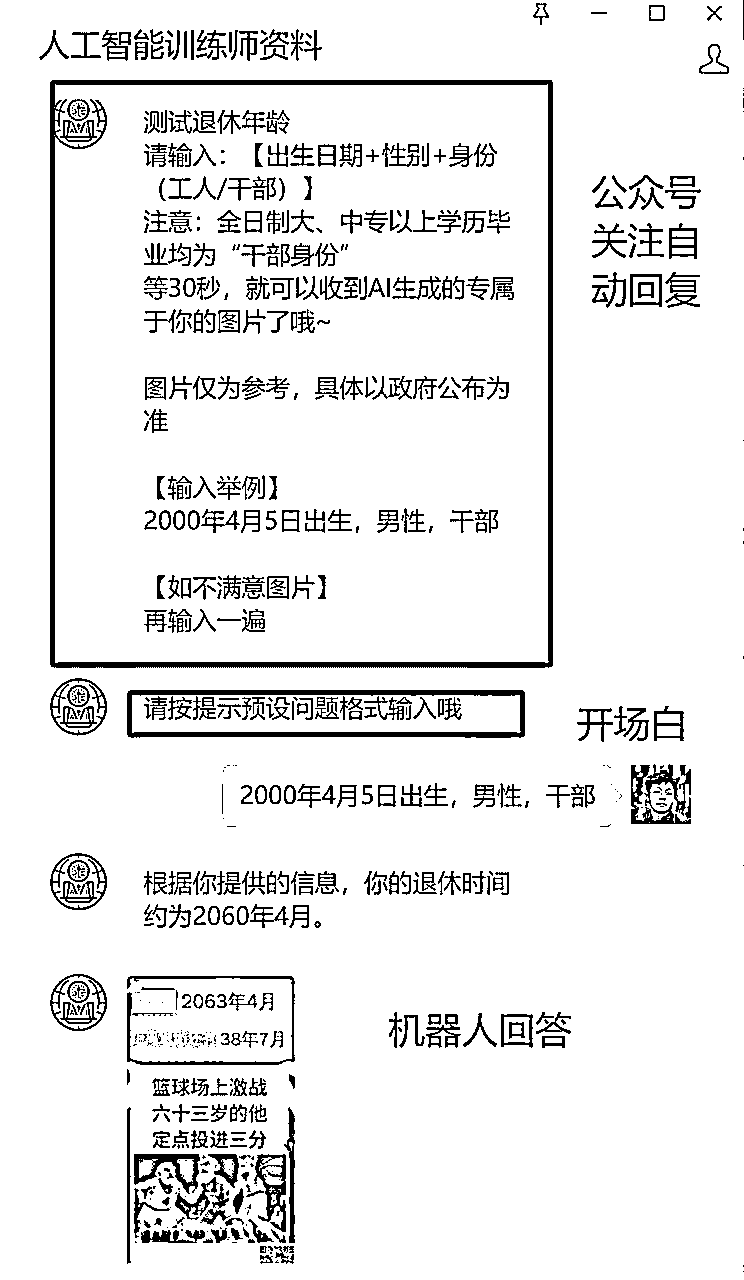 人工智能训练师资料
测试退休年龄
请输入：【出生日期+性别+身份
（工人/干部）】
注意：全日制大、中专以上学历毕
业均为“干部身份”
等30秒，就可以收到AI生成的专属
于你的图片了哦~
图片仅为参考，具体以政府公布为
准
【输入举例】
2000年4月5日出生，男性，干部
【如不满意图片】
再输入一遍
公众号
关注自
动回复
请按提示预设问题格式输入哦
开场白
2000年4月5日出生，男性，干部
根据你提供的信息，你的退休时间
约为2060年4月。
2063年4月
38年7月
机器人回答
篮球场上激战
六十三岁的他
定点投进三分